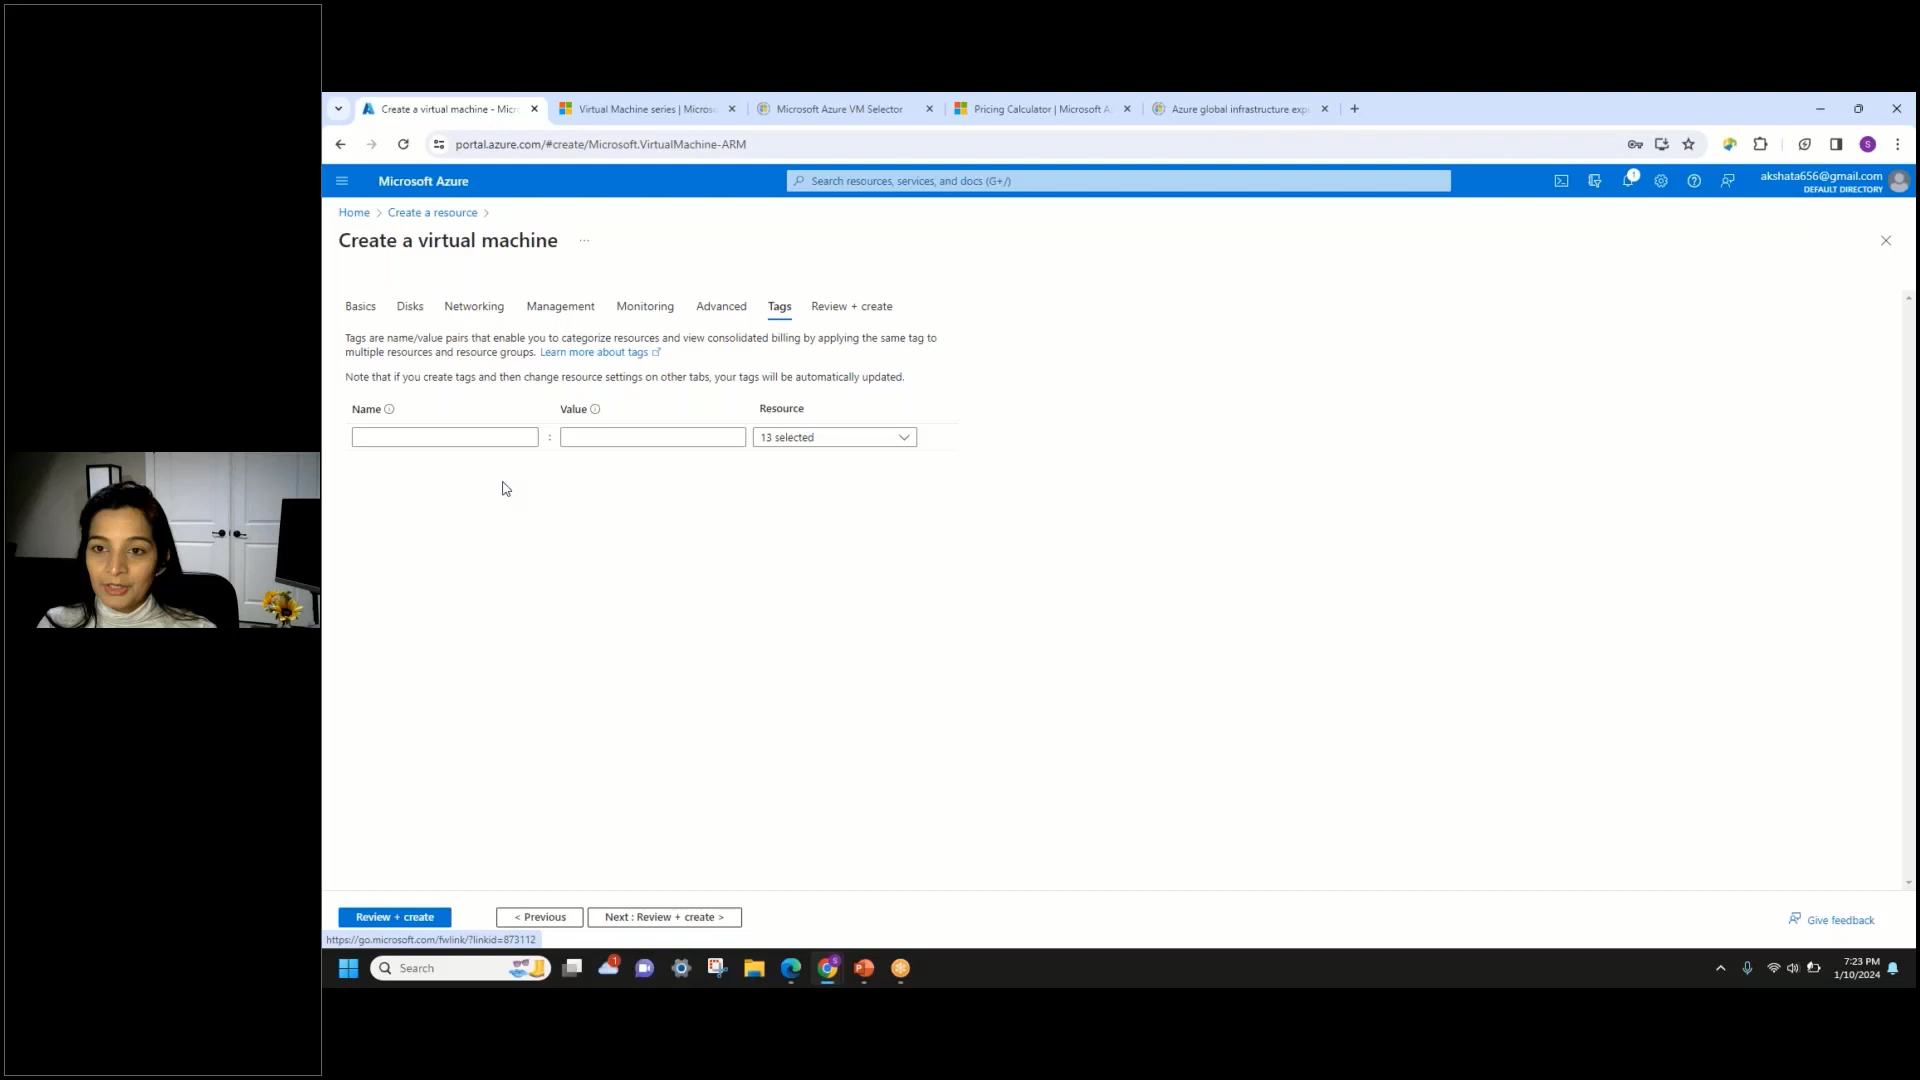 Create a virtual machine - Micr
Virtual Machine series | Micros
Microsoft Azure VM Selector
Pricing Calculator | Microsoft A
Azure global infrastructure exp
portal.azure.com/#create/Microsoft.VirtualMachine-ARM
S
Microsoft Azure
Search resources, services, and docs (G+/)
1
akshata656@gmail.com
DEFAULT DIRECTORY
Home > Create a resource >
Create a virtual machine ...
Basics Disks Networking Management Monitoring Advanced Tags Review + create
Tags are name/value pairs that enable you to categorize resources and view consolidated billing by applying the same tag to
multiple resources and resource groups. Learn more about tags
Note that if you create tags and then change resource settings on other tabs, your tags will be automatically updated.
Name Value Resource
: 13 selected
Review + create < Previous Next : Review + create >
Give feedback
https://go.microsoft.com/fwlink/?linkid=873112
Search
1
S
7:23 PM
1/10/2024